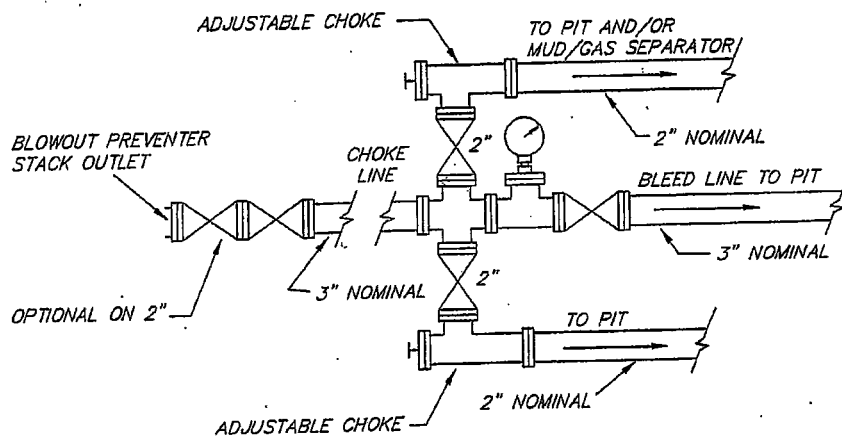 ADJUSTABLE CHOKE
TO PIT AND/OR
MUD/GAS SEPARATOR
2" NOMINAL
BLOWOUT PREVENTER
STACK OUTLET
CHOKE
LINE
2"
BLEED LINE TO PIT
3" NOMINAL
3" NOMINAL
OPTIONAL ON 2"
2"
TO PIT
2" NOMINAL
ADJUSTABLE CHOKE